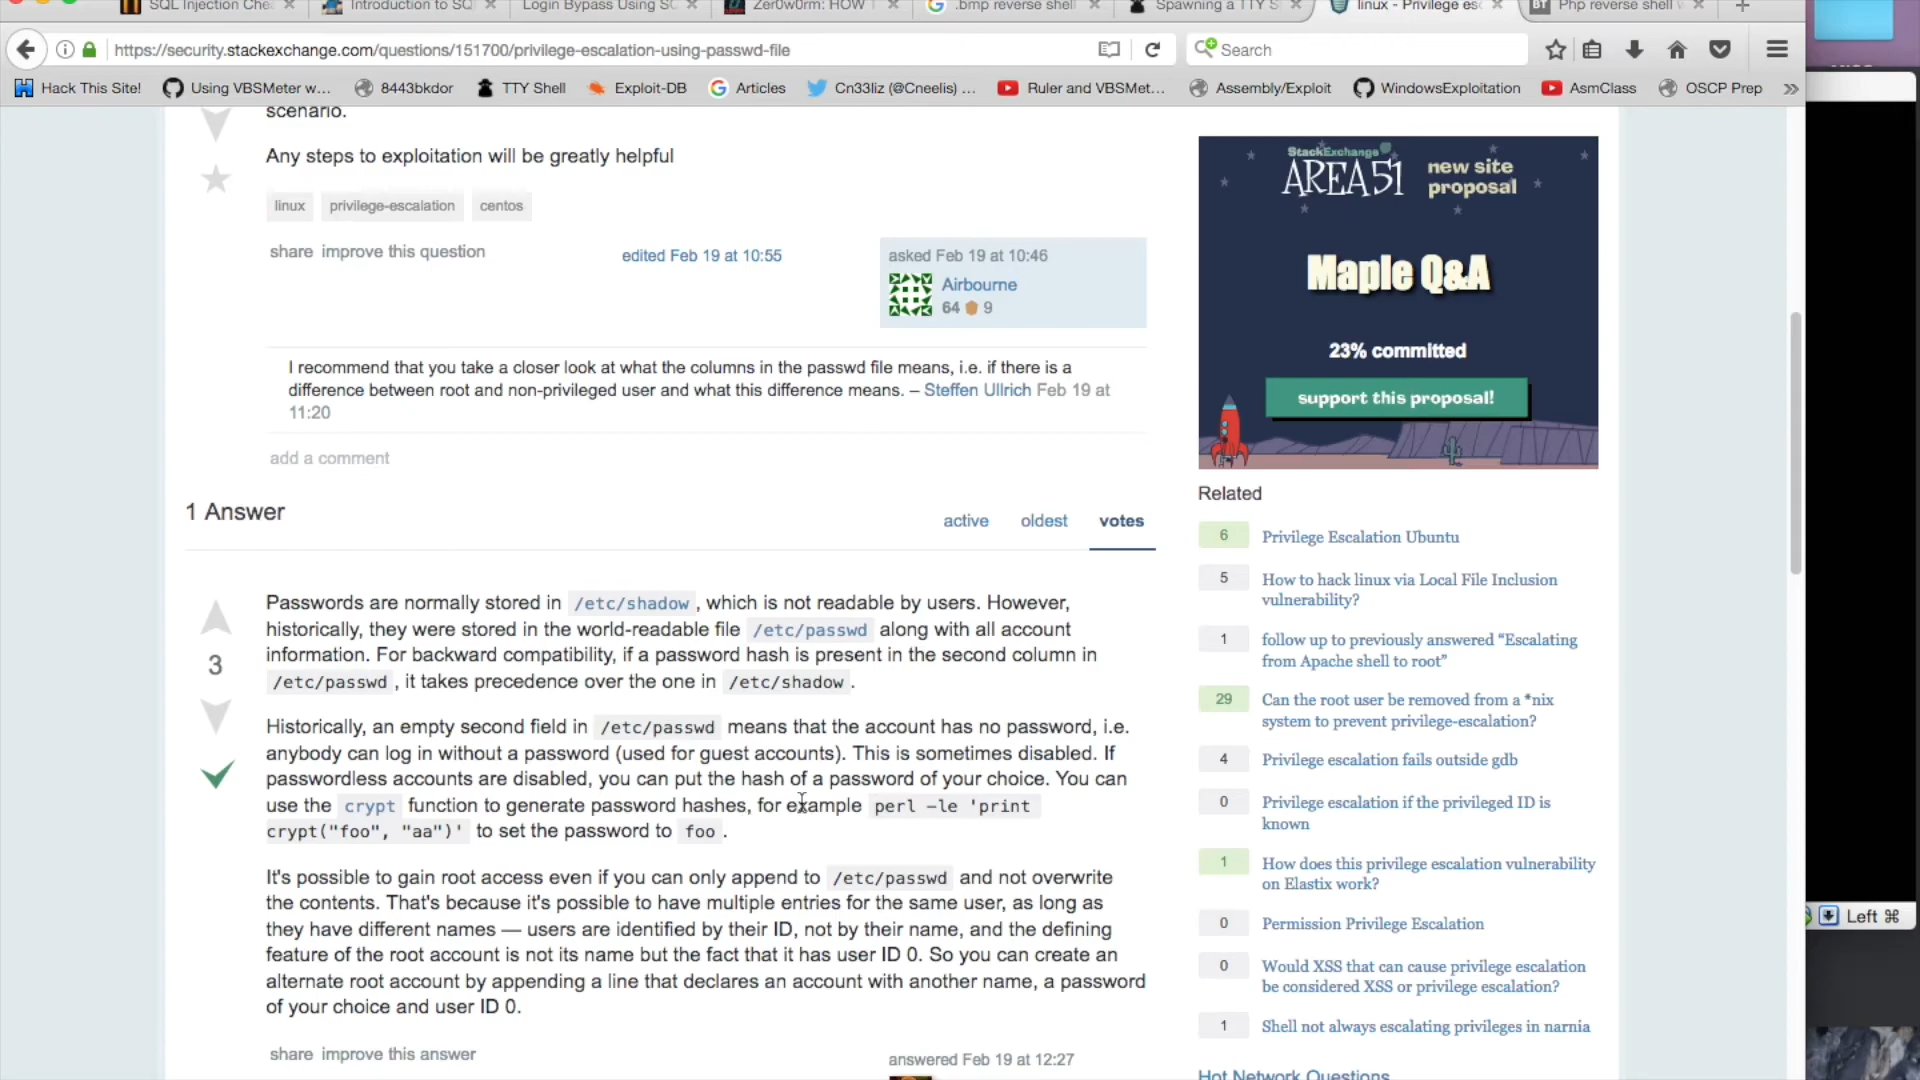 SQL Injection Che
Introduction to SQ
Login Bypass Using SC
Zer0w0rm: HOW T
.bmp reverse shell
Spawning a TTY S
linux - Privilege esc
Php reverse shell w
https://security.stackexchange.com/questions/151700/privilege-escalation-using-passwd-file
Search
Hack This Site!
Using VBSMeter w...
8443bkdor
TTY Shell
Exploit-DB
Articles
Cn33liz (@Cneelis) ...
Ruler and VBSMet...
Assembly/Exploit
WindowsExploitation
AsmClass
OSCP Prep
scenario.
Any steps to exploitation will be greatly helpful
linux privilege-escalation centos
share improve this question
edited Feb 19 at 10:55
asked Feb 19 at 10:46
Airbourne
64 9
I recommend that you take a closer look at what the columns in the passwd file means, i.e. if there is a
difference between root and non-privileged user and what this difference means. – Steffen Ullrich Feb 19 at
11:20
add a comment
1 Answer
active oldest votes
3
Passwords are normally stored in /etc/shadow , which is not readable by users. However,
historically, they were stored in the world-readable file /etc/passwd along with all account
information. For backward compatibility, if a password hash is present in the second column in
/etc/passwd , it takes precedence over the one in /etc/shadow .
Historically, an empty second field in /etc/passwd means that the account has no password, i.e.
anybody can log in without a password (used for guest accounts). This is sometimes disabled. If
passwordless accounts are disabled, you can put the hash of a password of your choice. You can
use the crypt function to generate password hashes, for example perl -le 'print
crypt("foo", "aa")' to set the password to foo .
It's possible to gain root access even if you can only append to /etc/passwd and not overwrite
the contents. That's because it's possible to have multiple entries for the same user, as long as
they have different names — users are identified by their ID, not by their name, and the defining
feature of the root account is not its name but the fact that it has user ID 0. So you can create an
alternate root account by appending a line that declares an account with another name, a password
of your choice and user ID 0.
share improve this answer
answered Feb 19 at 12:27
StackExchange
AREA51
new site
proposal
Maple Q&A
23% committed
support this proposal!
Related
6 Privilege Escalation Ubuntu
5 How to hack linux via Local File Inclusion
vulnerability?
1 follow up to previously answered “Escalating
from Apache shell to root”
29 Can the root user be removed from a *nix
system to prevent privilege-escalation?
4 Privilege escalation fails outside gdb
0 Privilege escalation if the privileged ID is
known
1 How does this privilege escalation vulnerability
on Elastix work?
0 Permission Privilege Escalation
0 Would XSS that can cause privilege escalation
be considered XSS or privilege escalation?
1 Shell not always escalating privileges in narnia
Hot Network Questions
Left ⌘